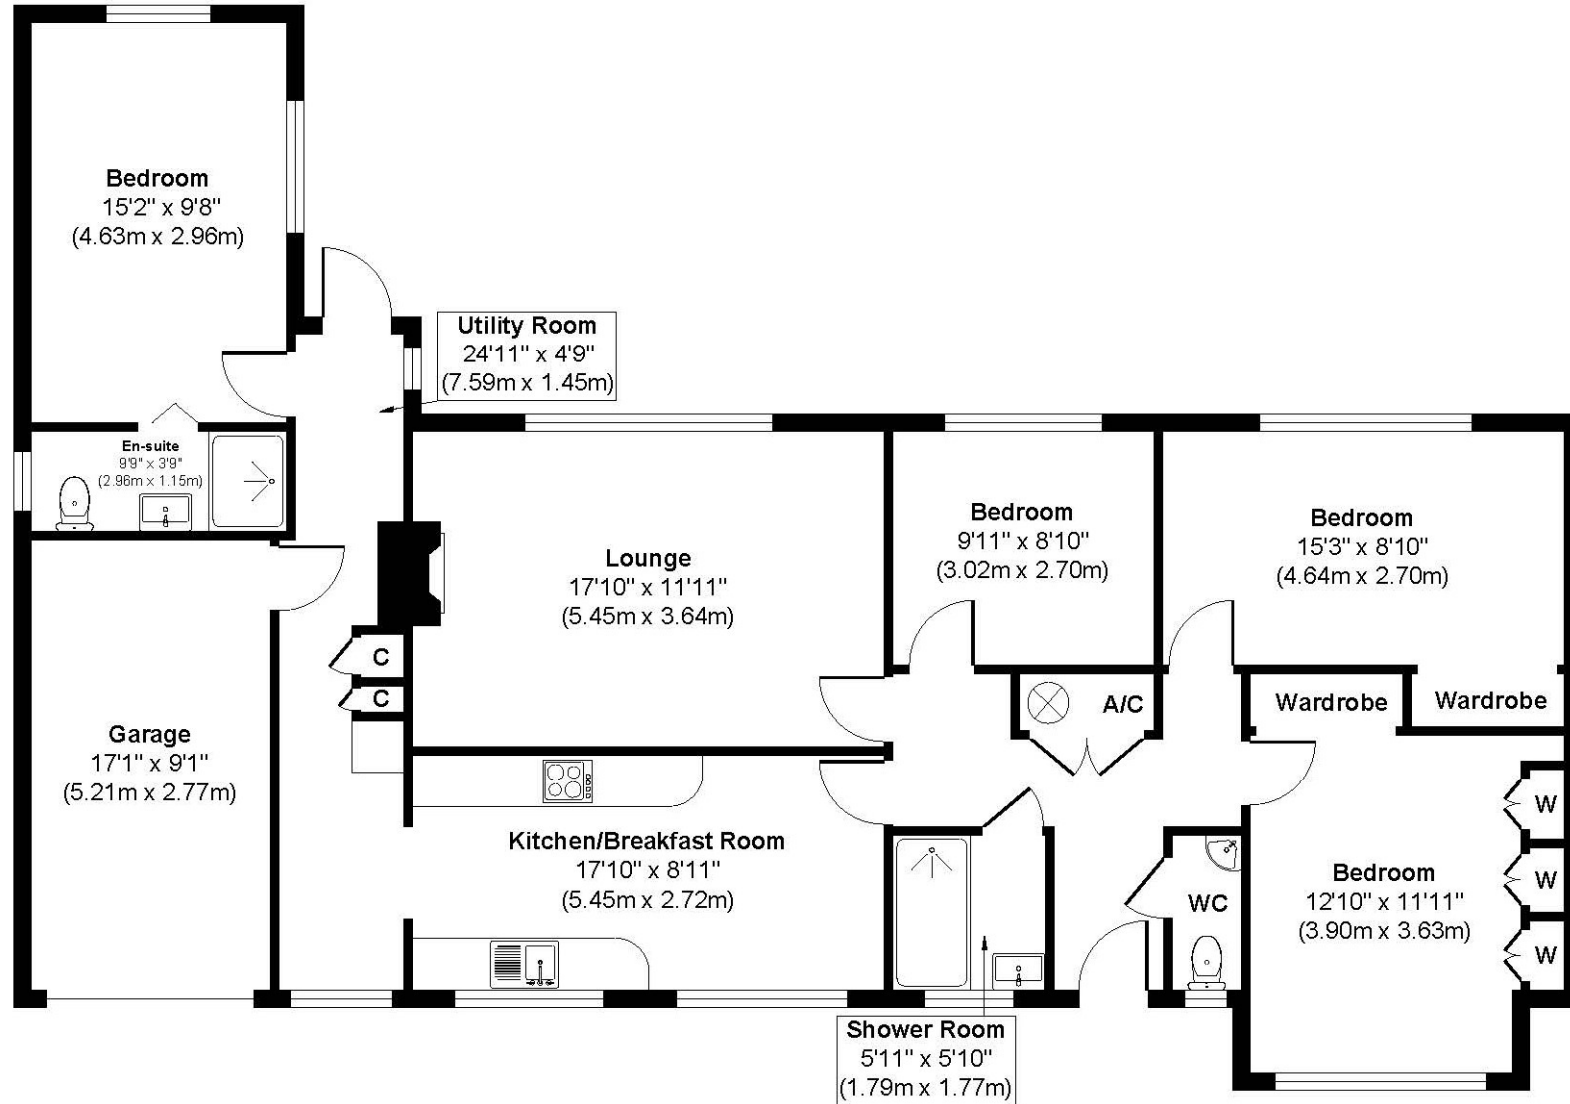 Bedroom
15'2" x 9'8"
(4.63m x 2.96m)
Utility Room
24'11" x 4'9"
(7.59m x 1.45m)
En-suite
9'9" x 3'9"
(2.96m x 1.15m)
Lounge
17'10" x 11'11"
(5.45m x 3.64m)
Bedroom
9'11" x 8'10"
(3.02m x 2.70m)
Bedroom
15'3" x 8'10"
(4.64m x 2.70m)
C
C
A/C
Wardrobe
Wardrobe
Garage
17'1" x 9'1"
(5.21m x 2.77m)
Kitchen/Breakfast Room
17'10" x 8'11"
(5.45m x 2.72m)
WC
Bedroom
12'10" x 11'11"
(3.90m x 3.63m)
W
W
W
Shower Room
5'11" x 5'10"
(1.79m x 1.77m)